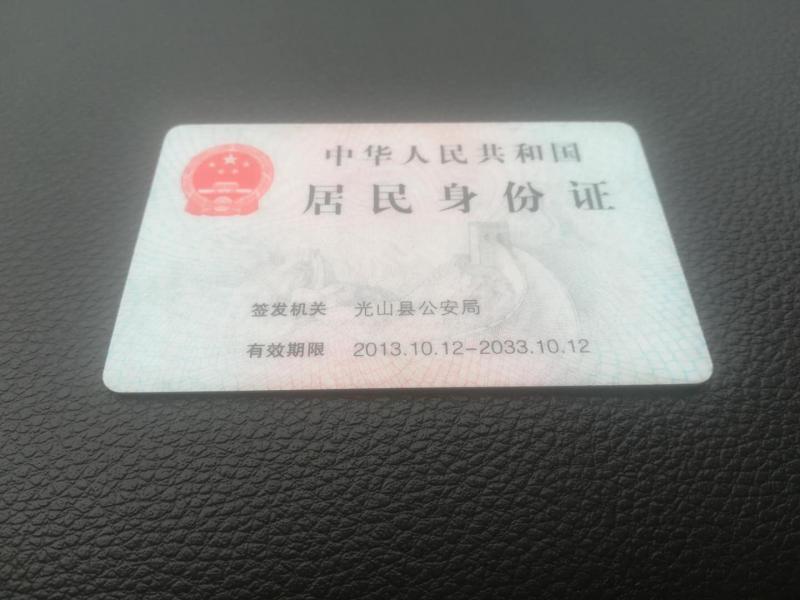 中华人民共和国
居民身份证
签发机关 光山县公安局
有效期限 2013.10.12-2033.10.12